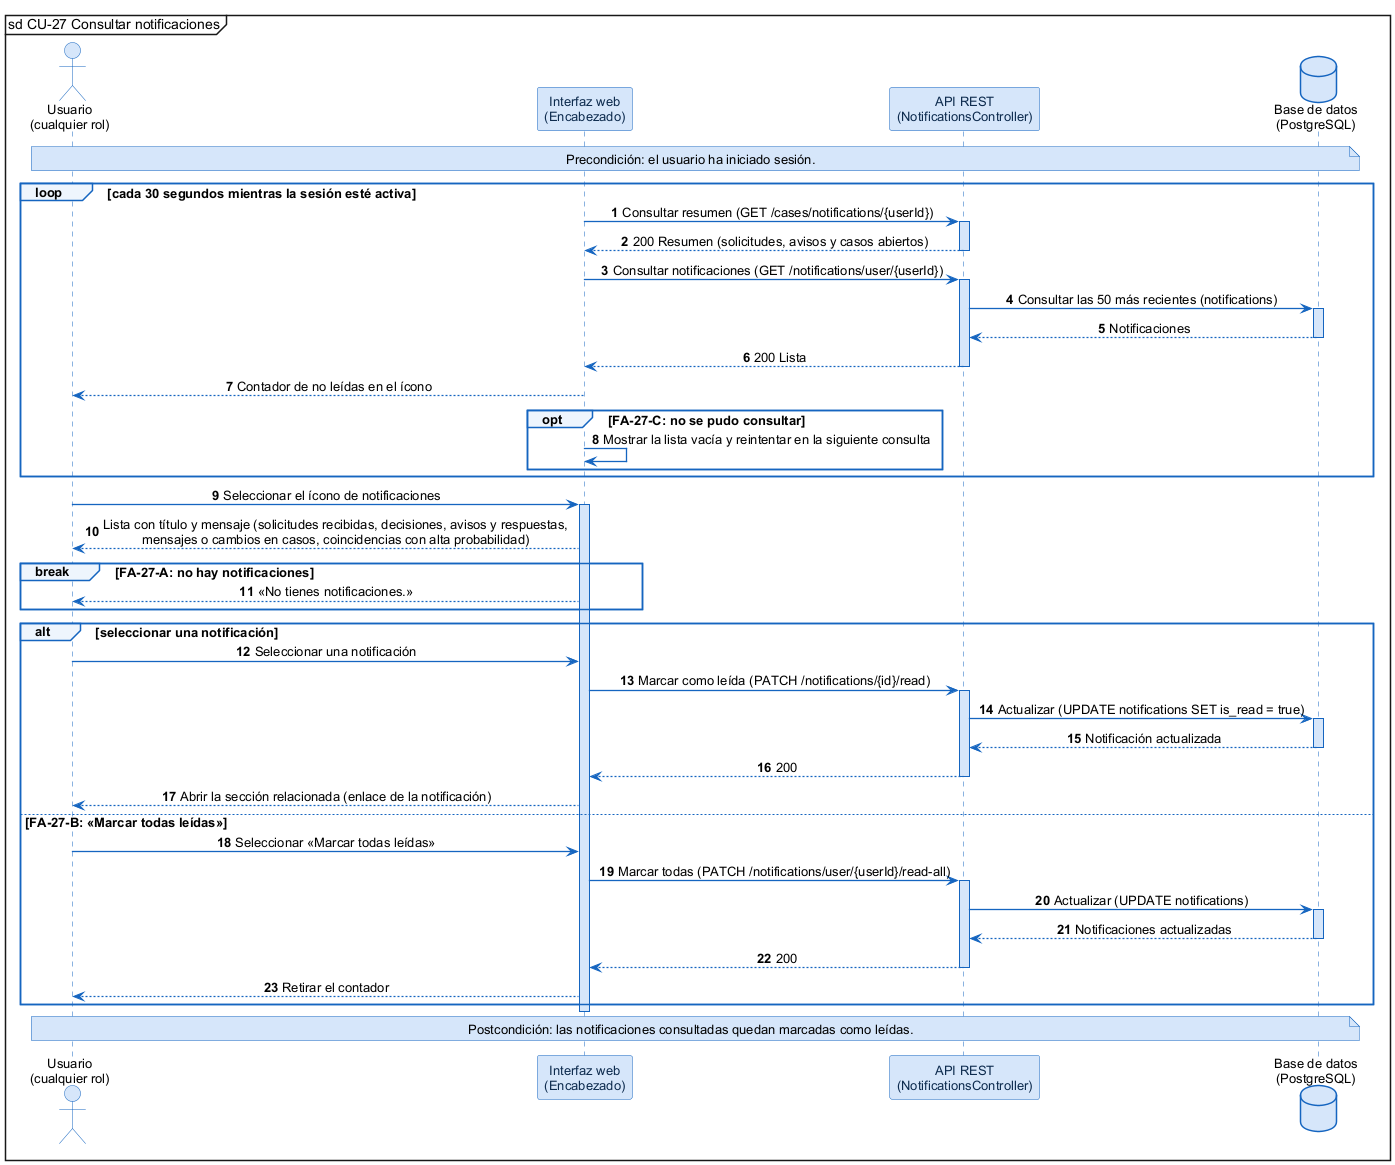 sd CU-27 Consultar notificaciones
Usuario
(cualquier rol)
Interfaz web
(Encabezado)
API REST
(NotificationsController)
Base de datos
(PostgreSQL)
Precondición: el usuario ha iniciado sesión.
loop [cada 30 segundos mientras la sesión esté activa]
1 Consultar resumen (GET /cases/notifications/{userId})
2 200 Resumen (solicitudes, avisos y casos abiertos)
3 Consultar notificaciones (GET /notifications/user/{userId})
4 Consultar las 50 más recientes (notifications)
5 Notificaciones
6 200 Lista
7 Contador de no leídas en el ícono
opt [FA-27-C: no se pudo consultar]
8 Mostrar la lista vacía y reintentar en la siguiente consulta
9 Seleccionar el ícono de notificaciones
10 Lista con título y mensaje (solicitudes recibidas, decisiones, avisos y respuestas,
mensajes o cambios en casos, coincidencias con alta probabilidad)
break [FA-27-A: no hay notificaciones]
11 «No tienes notificaciones.»
alt [seleccionar una notificación]
12 Seleccionar una notificación
13 Marcar como leída (PATCH /notifications/{id}/read)
14 Actualizar (UPDATE notifications SET is_read = true)
15 Notificación actualizada
16 200
17 Abrir la sección relacionada (enlace de la notificación)
[FA-27-B: «Marcar todas leídas»]
18 Seleccionar «Marcar todas leídas»
19 Marcar todas (PATCH /notifications/user/{userId}/read-all)
20 Actualizar (UPDATE notifications)
21 Notificaciones actualizadas
22 200
23 Retirar el contador
Postcondición: las notificaciones consultadas quedan marcadas como leídas.
Usuario
(cualquier rol)
Interfaz web
(Encabezado)
API REST
(NotificationsController)
Base de datos
(PostgreSQL)